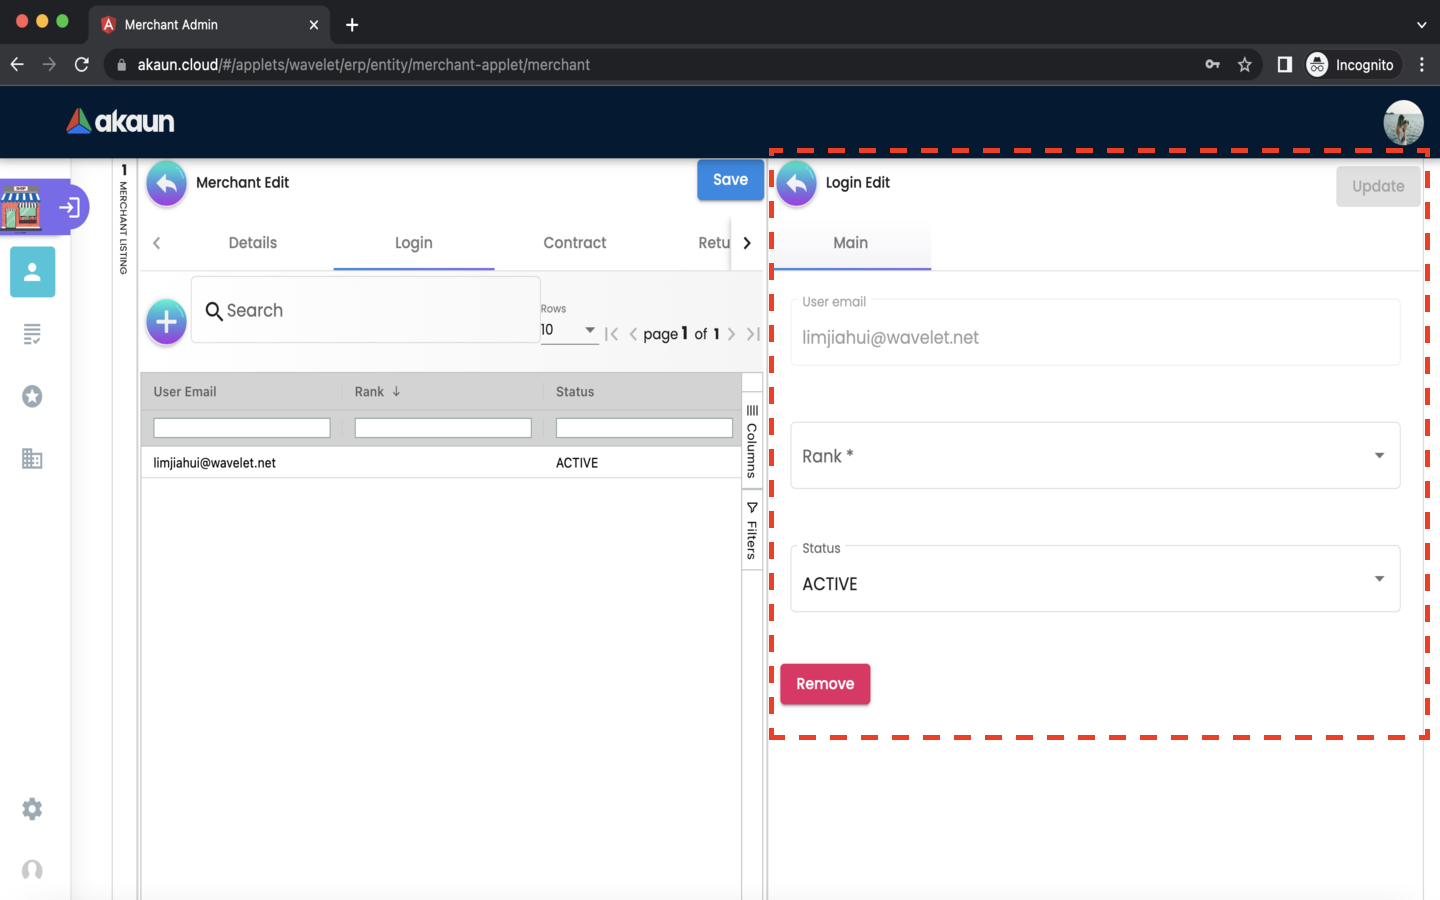 Merchant Admin
akaun.cloud/#/applets/wavelet/erp/entity/merchant-applet/merchant
Incognito
akaun
SHOP
1 MERCHANT LISTING
Merchant Edit
Save
Details
Login
Contract
Retu
Search
Rows
10
page 1 of 1
User Email
Rank
Status
limjiahui@wavelet.net
ACTIVE
Columns
Filters
Login Edit
Update
Main
User email
limjiahui@wavelet.net
Rank *
Status
ACTIVE
Remove